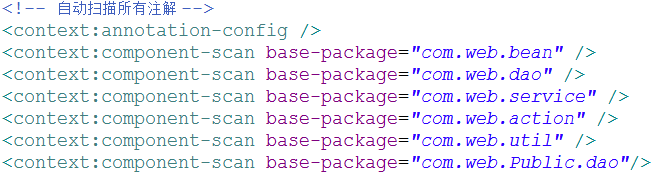 <!-- 自动扫描所有注解 -->
<context:annotation-config />
<context:component-scan base-package="com.web.bean" />
<context:component-scan base-package="com.web.dao" />
<context:component-scan base-package="com.web.service" />
<context:component-scan base-package="com.web.action" />
<context:component-scan base-package="com.web.util" />
<context:component-scan base-package="com.web.Public.dao"/>